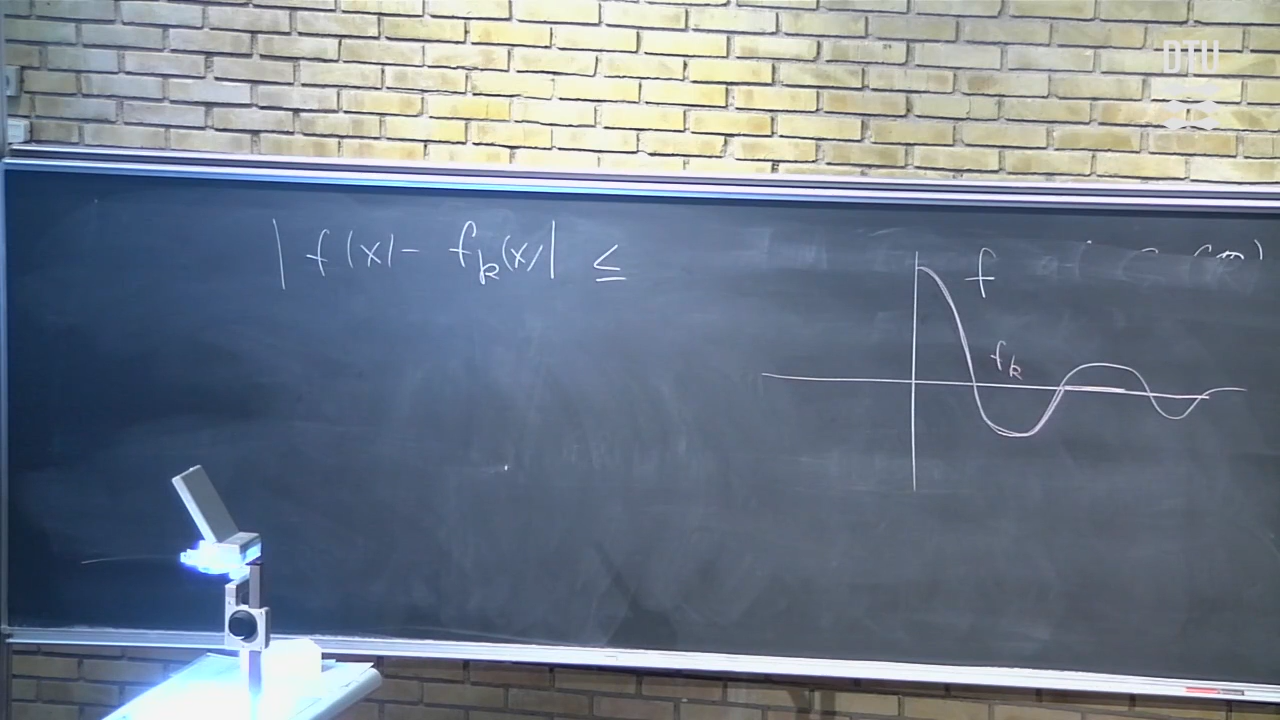 DTU
|f(x) - f_k(x)| ≤
f
f_k